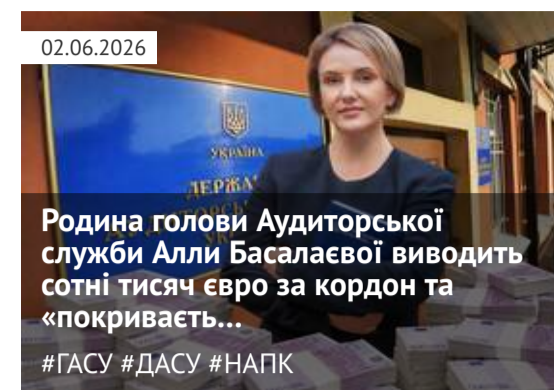 02.06.2026
УКРАЇНА
Родина голови Аудиторської
служби Алли Басалаєвої виводить
сотні тисяч євро за кордон та
«покриваєть...
#ГАСУ #ДАСУ #НАПК